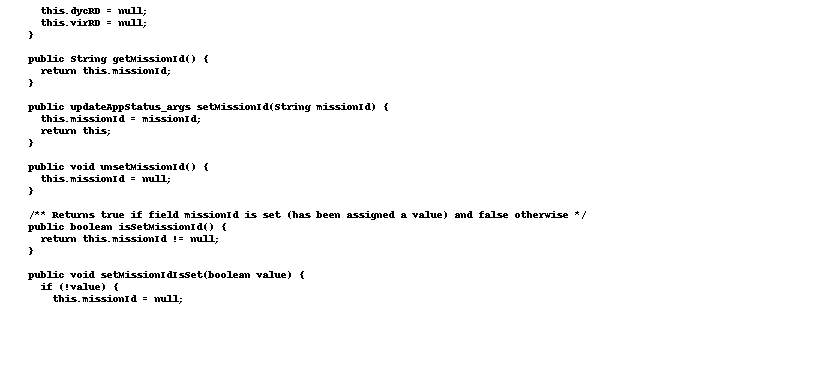 this.dycRD = null;
this.virRD = null;
}
public String getMissionId() {
return this.missionId;
}
public updateAppStatus_args setMissionId(String missionId) {
this.missionId = missionId;
return this;
}
public void unsetMissionId() {
this.missionId = null;
}
/** Returns true if field missionId is set (has been assigned a value) and false otherwise */
public boolean isSetMissionId() {
return this.missionId != null;
}
public void setMissionIdIsSet(boolean value) {
if (!value) {
this.missionId = null;